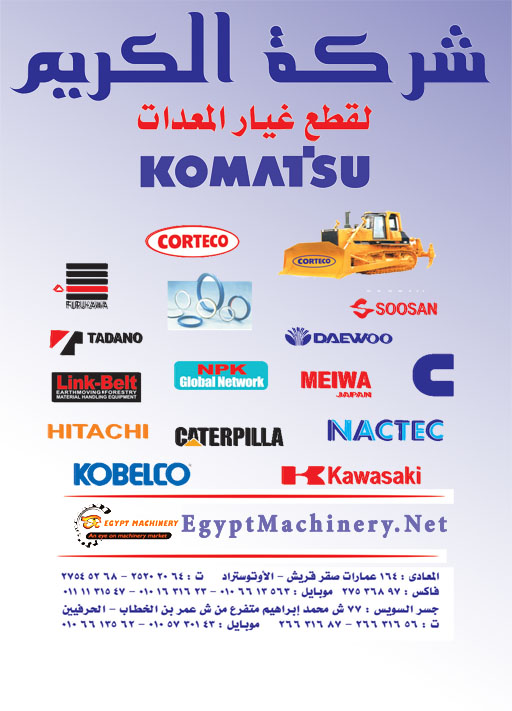 شركة الكريم
لقطع غيار المعدات
KOMATSU
CORTECO
CORTECO
FURUKAWA
SOOSAN
TADANO
DAEWOO
Link-Belt
EARTHMOVING & FORESTRY
MATERIAL HANDLING EQUIPMENT
NPK
Global Network
MEIWA
JAPAN
C
HITACHI
CATERPILLA
NACTEC
KOBELCO
Kawasaki
EGYPT MACHINERY
An eye on machinery market
EgyptMachinery.Net
المعادى : ١٦٤ عمارات صقر قريش - الأوتوستراد ت : ٦٤ ٢٠ ٢٥٢٠ - ٦٨ ٥٢ ٢٧٥٤
فاكس : ٩٧ ٣٦٨ ٢٧٥ موبايل : ٥٦٣ ١٣ ٦٦ ٠١٠ - ٢٣ ٣١٦ ١٦ ٠١٠ - ٤٧ ٣١٥ ١١ ٠١١
جسر السويس : ٧٧ ش محمد إبراهيم متفرع من ش عمر بن الخطاب - الحرفيين
ت : ٥٦ ٣١٦ ٢٦٦ - ٨٧ ٣١٦ ٢٦٦ موبايل : ٤٣ ٣٠١ ٥٧ ٠١٠ - ٦٢ ١٣٥ ٦٦ ٠١٠